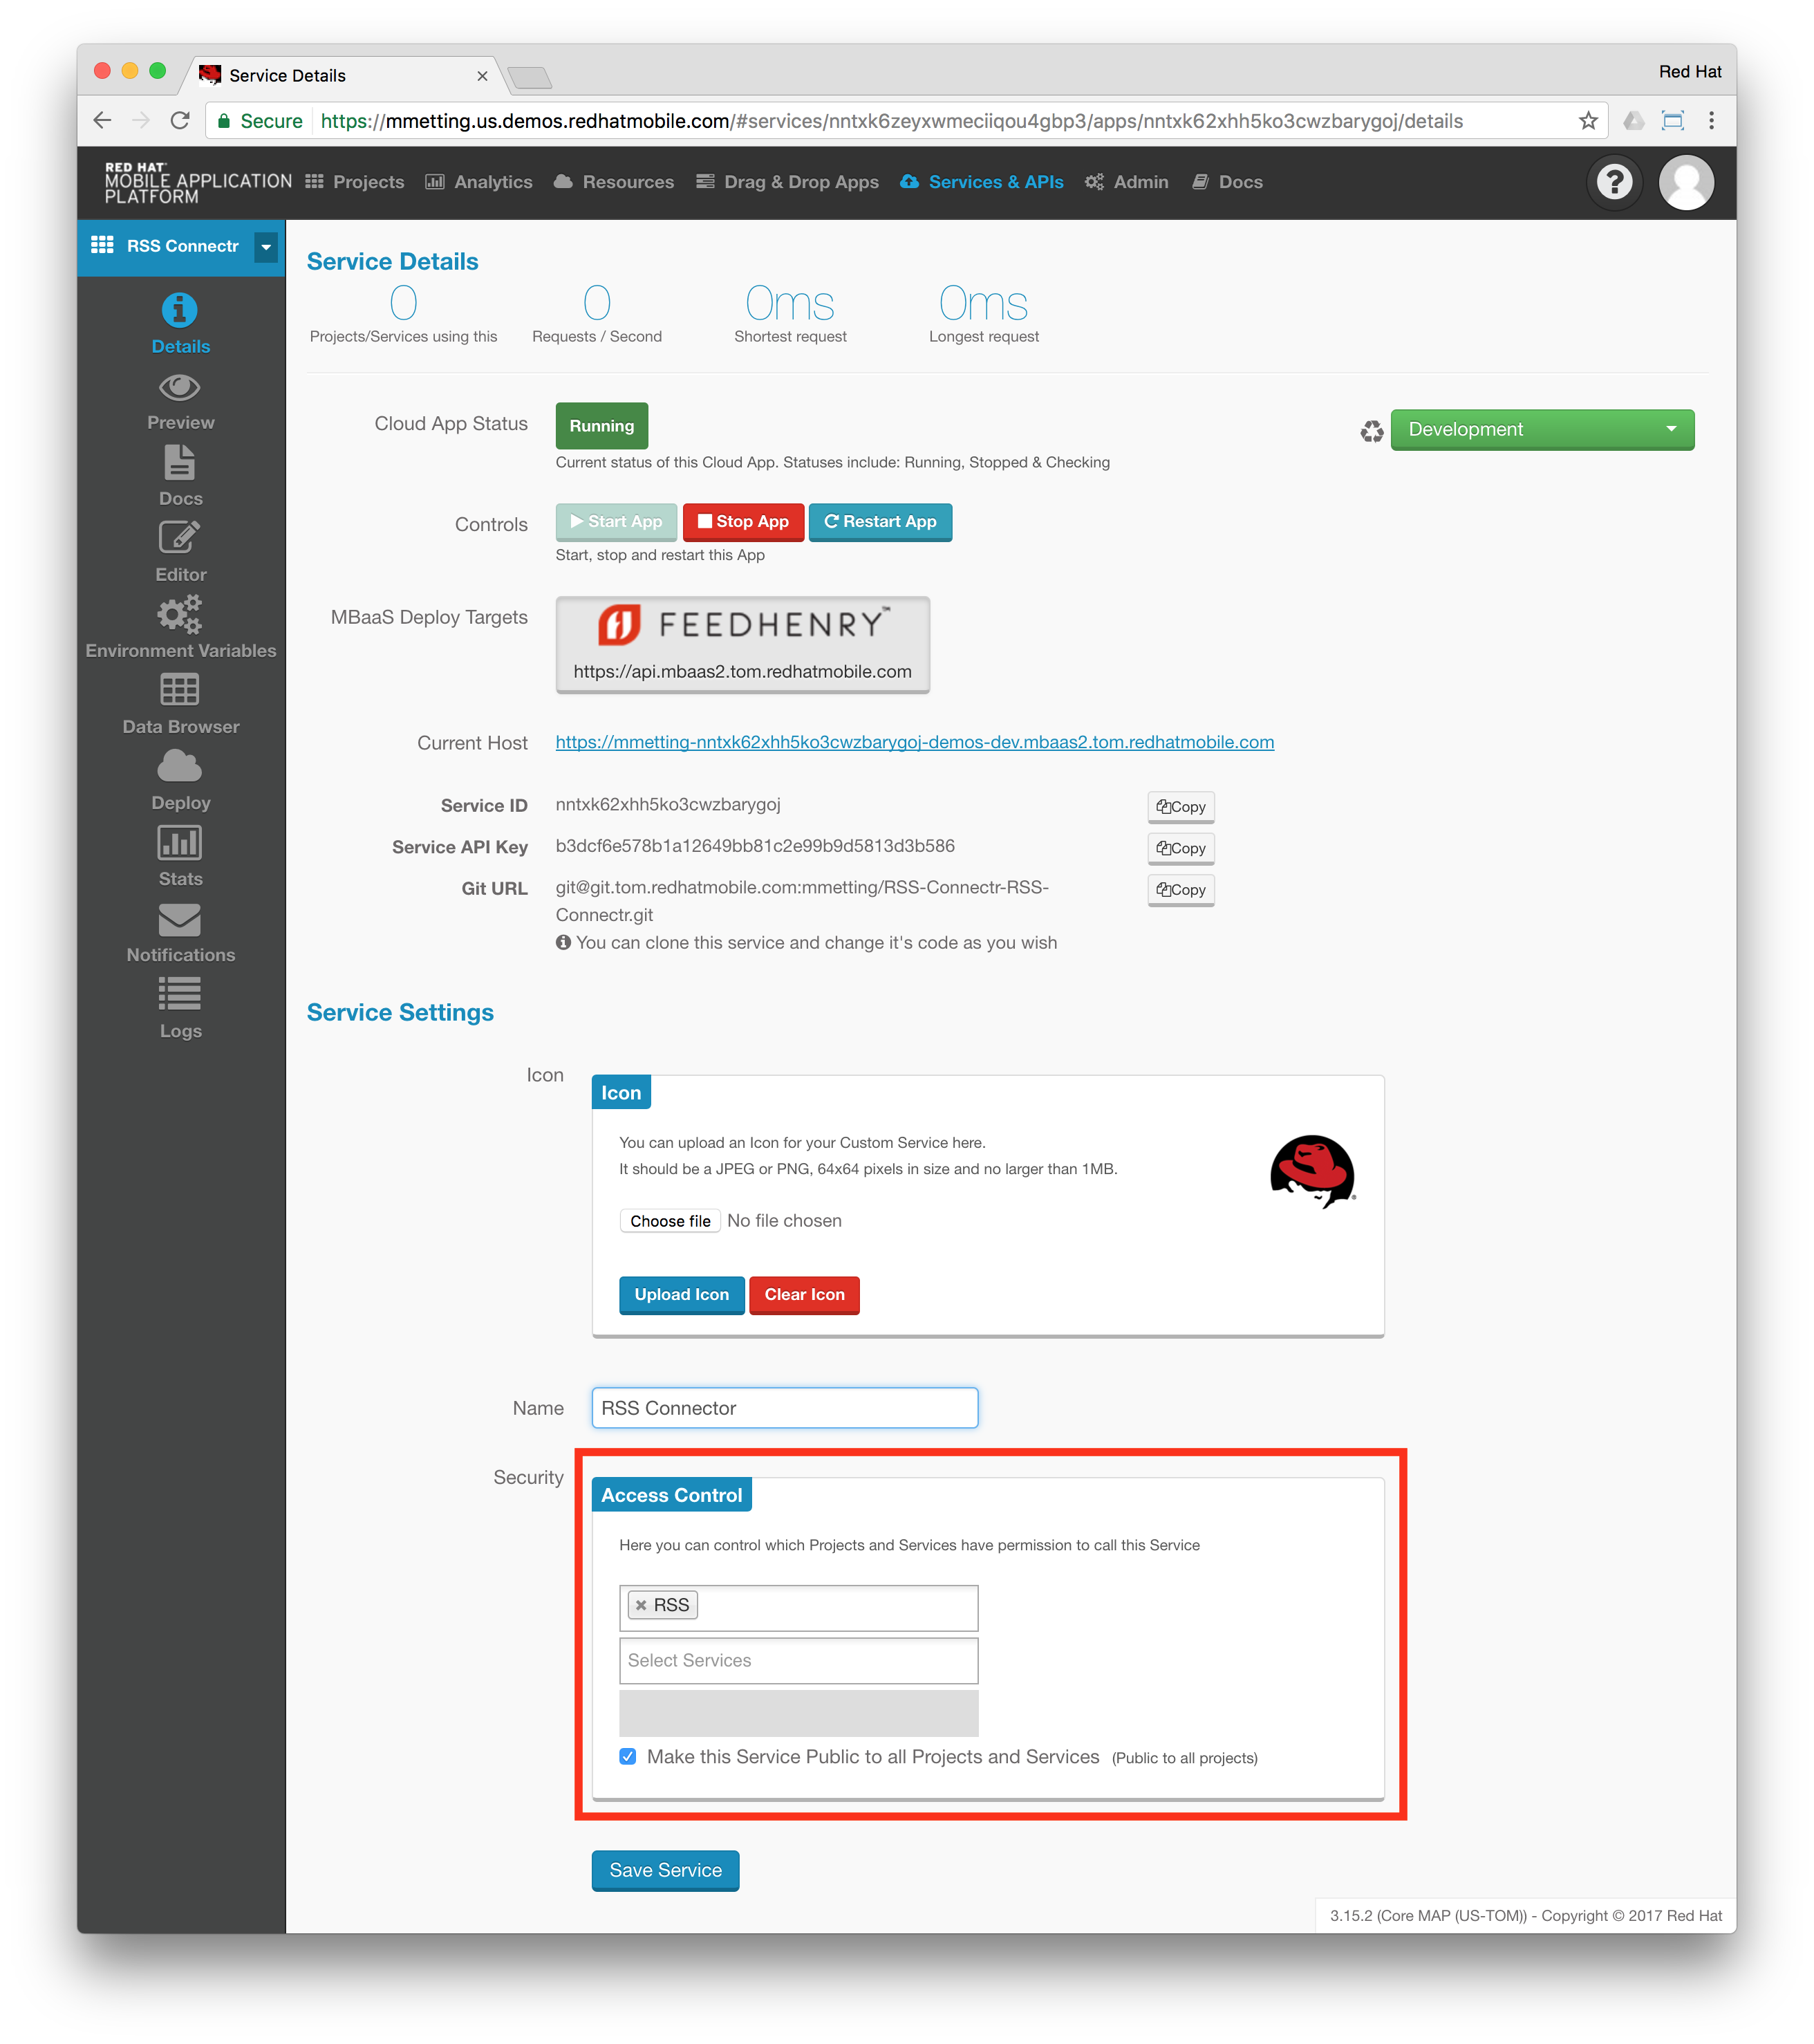 Service Details
Red Hat
Secure https://mmetting.us.demos.redhatmobile.com/#services/nntxk6zeyxwmeciiqou4gbp3/apps/nntxk62xhh5ko3cwzbarygoj/details
RED HAT
MOBILE APPLICATION
PLATFORM
Projects Analytics Resources Drag & Drop Apps Services & APIs Admin Docs
RSS Connectr
Details
Preview
Docs
Editor
Environment Variables
Data Browser
Deploy
Stats
Notifications
Logs
Service Details
0 0 0ms 0ms
Projects/Services using this Requests / Second Shortest request Longest request
Cloud App Status Running Development
Current status of this Cloud App. Statuses include: Running, Stopped & Checking
Controls Start App Stop App Restart App
Start, stop and restart this App
MBaaS Deploy Targets FEEDHENRY™
https://api.mbaas2.tom.redhatmobile.com
Current Host https://mmetting-nntxk62xhh5ko3cwzbarygoj-demos-dev.mbaas2.tom.redhatmobile.com
Service ID nntxk62xhh5ko3cwzbarygoj Copy
Service API Key b3dcf6e578b1a12649bb81c2e99b9d5813d3b586 Copy
Git URL git@git.tom.redhatmobile.com:mmetting/RSS-Connectr-RSS- Copy
Connectr.git
You can clone this service and change it's code as you wish
Service Settings
Icon
Icon
You can upload an Icon for your Custom Service here.
It should be a JPEG or PNG, 64x64 pixels in size and no larger than 1MB.
Choose file No file chosen
Upload Icon Clear Icon
Name RSS Connector
Security
Access Control
Here you can control which Projects and Services have permission to call this Service
RSS
Select Services
Make this Service Public to all Projects and Services (Public to all projects)
Save Service
3.15.2 (Core MAP (US-TOM)) - Copyright © 2017 Red Hat